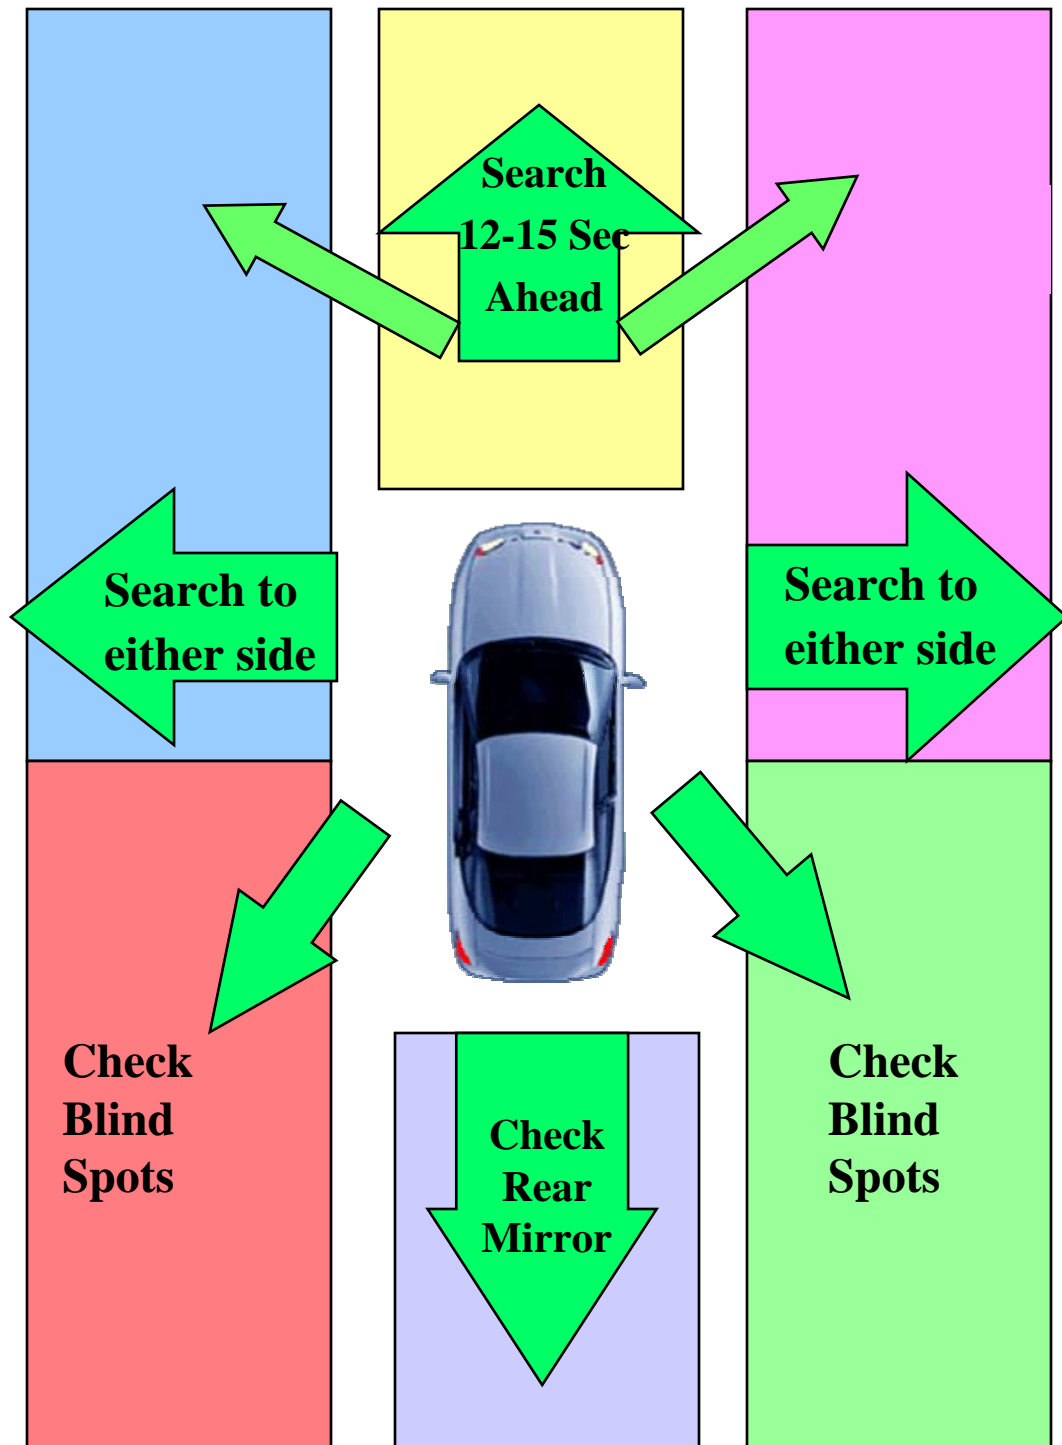 Search
12-15 Sec
Ahead
Search to
either side
Search to
either side
Check
Blind
Spots
Check
Rear
Mirror
Check
Blind
Spots